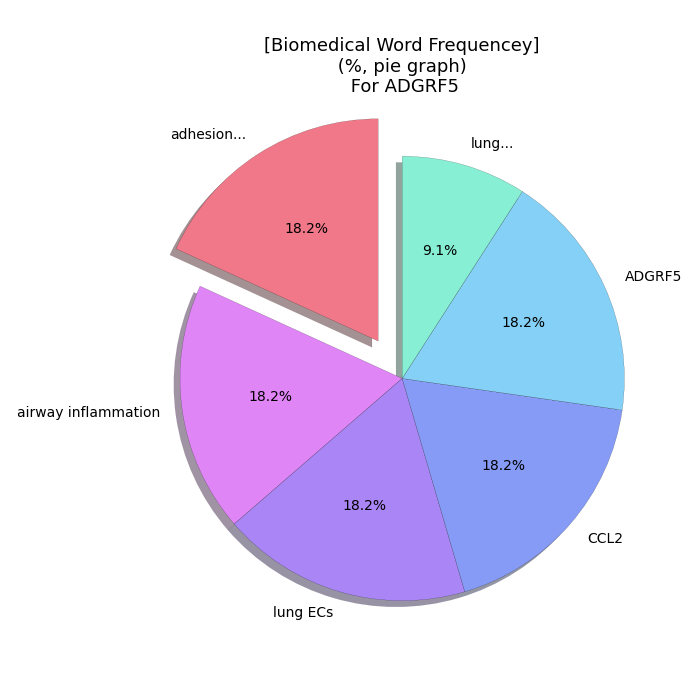 [Biomedical Word Frequencey]
(%, pie graph)
For ADGRF5
adhesion...
lung...
18.2%
9.1%
ADGRF5
18.2%
18.2%
airway inflammation
18.2%
18.2%
CCL2
lung ECs